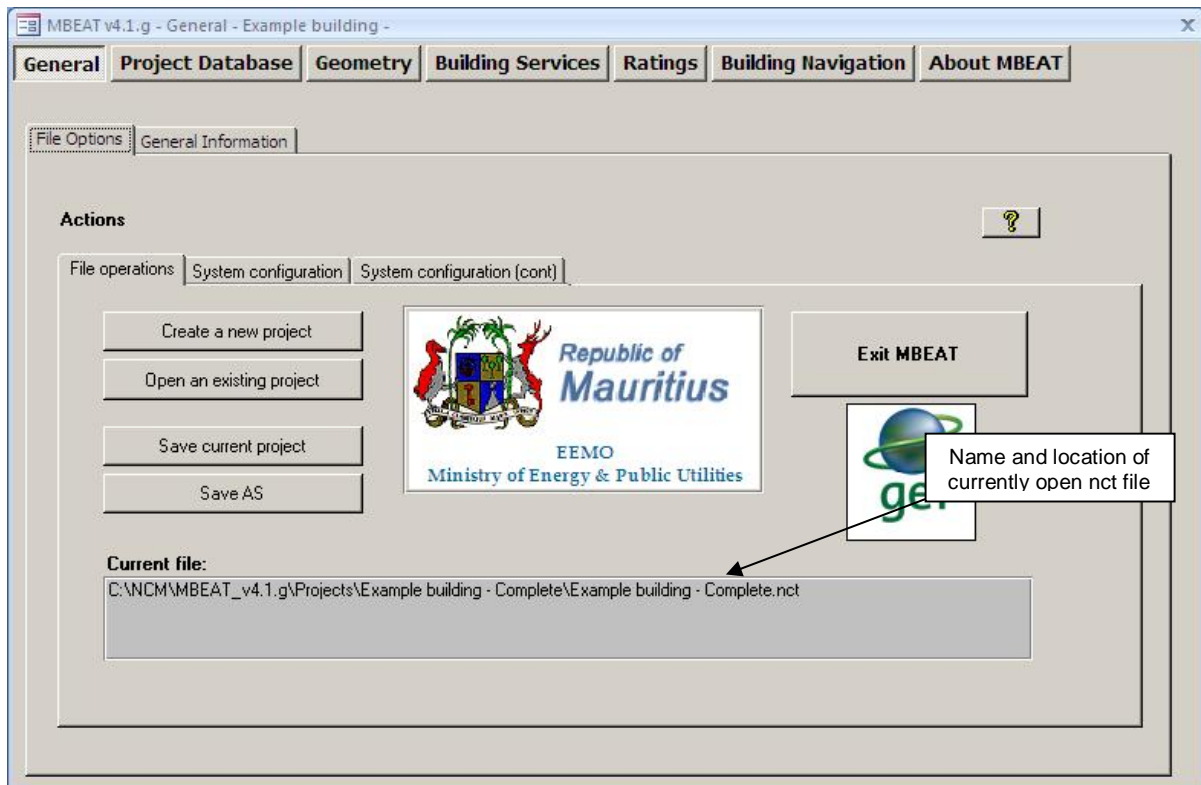 MBEAT v4.1.g - General - Example building -
X
General Project Database Geometry Building Services Ratings Building Navigation About MBEAT
File Options General Information
Actions
?
File operations System configuration System configuration (cont)
Create a new project
Open an existing project
Save current project
Save AS
Republic of
Mauritius
EEMO
Ministry of Energy & Public Utilities
Exit MBEAT
gef
Name and location of
currently open nct file
Current file:
C:\NCM\MBEAT_v4.1.g\Projects\Example building - Complete\Example building - Complete.nct